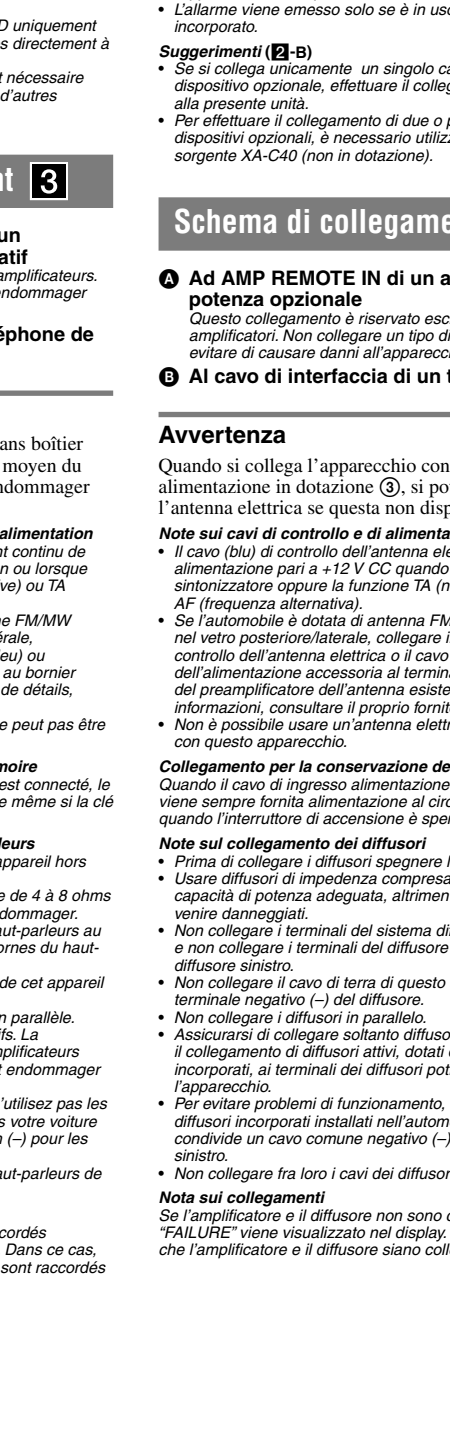 D uniquement
s directement à
t nécessaire
d'autres
nt 3
un
atif
amplificateurs.
endommager
éphone de
ans boîtier
moyen du
ndommager
alimentation
nt continu de
n ou lorsque
ive) ou TA
ne FM/MW
érale,
leu) ou
au bornier
de détails,
e peut pas être
moire
est connecté, le
e même si la clé
leurs
appareil hors
e de 4 à 8 ohms
dommager.
aut-parleurs au
ornes du haut-
de cet appareil
n parallèle.
ifs. La
plificateurs
t endommager
'utilisez pas les
s votre voiture
n (–) pour les
aut-parleurs de
cordés
Dans ce cas,
sont raccordés
• L'allarme viene emesso solo se è in uso
incorporato.
Suggerimenti (2-B)
• Se si collega unicamente un singolo ca
dispositivo opzionale, effettuare il colleg
alla presente unità.
• Per effettuare il collegamento di due o p
dispositivi opzionali, è necessario utilizz
sorgente XA-C40 (non in dotazione).
Schema di collegame
A Ad AMP REMOTE IN di un a
potenza opzionale
Questo collegamento è riservato esc
amplificatori. Non collegare un tipo di
evitare di causare danni all'apparecch
B Al cavo di interfaccia di un t
Avvertenza
Quando si collega l'apparecchio con
alimentazione in dotazione ③, si po
l'antenna elettrica se questa non disp
Note sui cavi di controllo e di alimenta
• Il cavo (blu) di controllo dell'antenna ele
alimentazione pari a +12 V CC quando
sintonizzatore oppure la funzione TA (n
AF (frequenza alternativa).
• Se l'automobile è dotata di antenna FM
nel vetro posteriore/laterale, collegare i
controllo dell'antenna elettrica o il cavo
dell'alimentazione accessoria al termina
del preamplificatore dell'antenna esiste
informazioni, consultare il proprio fornit
• Non è possibile usare un'antenna elettr
con questo apparecchio.
Collegamento per la conservazione de
Quando il cavo di ingresso alimentazione
viene sempre fornita alimentazione al circ
quando l'interruttore di accensione è spe
Note sul collegamento dei diffusori
• Prima di collegare i diffusori spegnere l
• Usare diffusori di impedenza compresa
capacità di potenza adeguata, altrimen
venire danneggiati.
• Non collegare i terminali del sistema di
e non collegare i terminali del diffusore
diffusore sinistro.
• Non collegare il cavo di terra di questo
terminale negativo (–) del diffusore.
• Non collegare i diffusori in parallelo.
• Assicurarsi di collegare soltanto diffuso
il collegamento di diffusori attivi, dotati d
incorporati, ai terminali dei diffusori pot
l'apparecchio.
• Per evitare problemi di funzionamento,
diffusori incorporati installati nell'autom
condivide un cavo comune negativo (–)
sinistro.
• Non collegare fra loro i cavi dei diffusor
Nota sui collegamenti
Se l'amplificatore e il diffusore non sono c
"FAILURE" viene visualizzato nel display.
che l'amplificatore e il diffusore siano colle